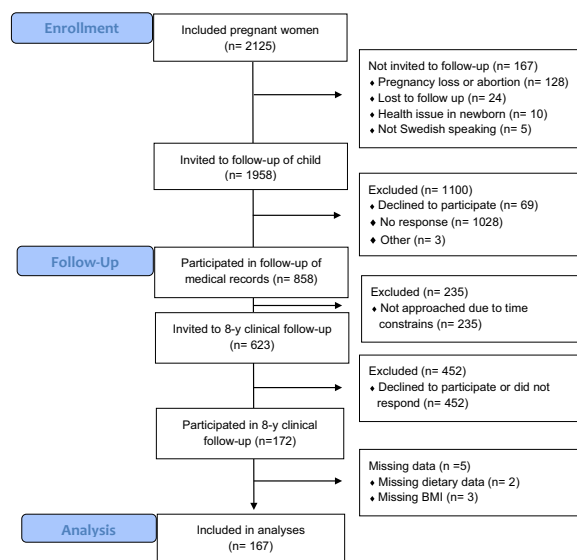 Enrollment
Included pregnant women
(n= 2125)
Not invited to follow-up (n= 167)
♦ Pregnancy loss or abortion (n= 128)
♦ Lost to follow up (n= 24)
♦ Health issue in newborn (n= 10)
♦ Not Swedish speaking (n= 5)
Invited to follow-up of child
(n= 1958)
Excluded (n= 1100)
♦ Declined to participate (n= 69)
♦ No response (n= 1028)
♦ Other (n= 3)
Follow-Up
Participated in follow-up of
medical records (n= 858)
Excluded (n= 235)
♦ Not approached due to time
constrains (n= 235)
Invited to 8-y clinical follow-up
(n= 623)
Excluded (n= 452)
♦ Declined to participate or did not
respond (n= 452)
Participated in 8-y clinical
follow-up (n=172)
Missing data (n =5)
♦ Missing dietary data (n= 2)
♦ Missing BMI (n= 3)
Analysis
Included in analyses
(n= 167)